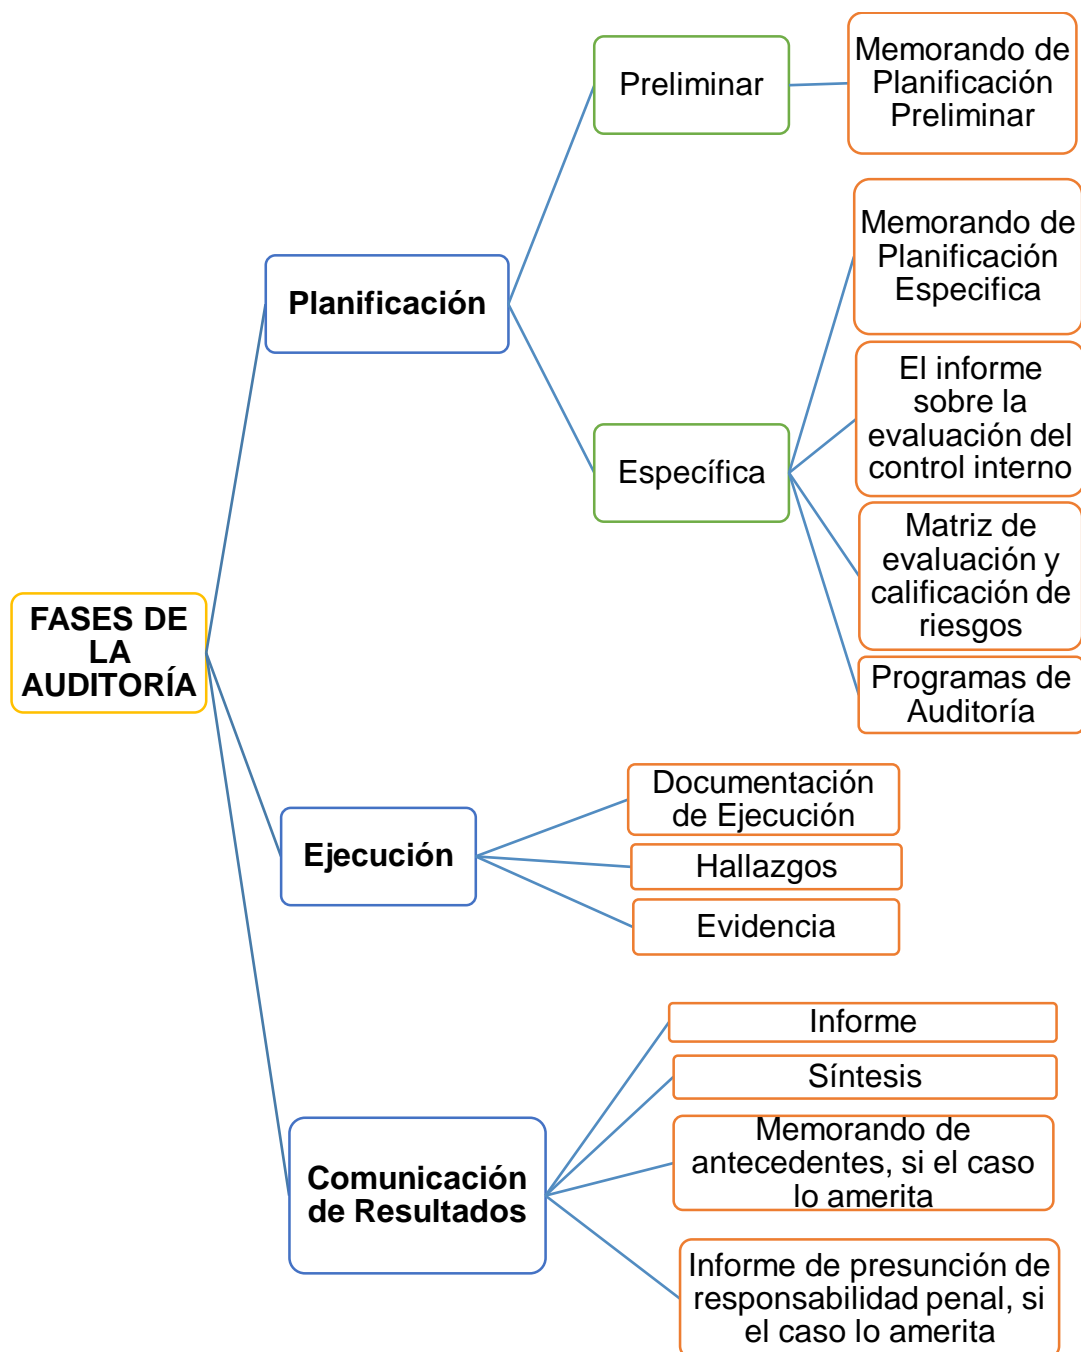 FASES DE
LA
AUDITORÍA
Planificación
Preliminar
Memorando de
Planificación
Preliminar
Específica
Memorando de
Planificación
Especifica
El informe
sobre la
evaluación del
control interno
Matriz de
evaluación y
calificación de
riesgos
Programas de
Auditoría
Ejecución
Documentación
de Ejecución
Hallazgos
Evidencia
Comunicación
de Resultados
Informe
Síntesis
Memorando de
antecedentes, si el caso
lo amerita
Informe de presunción de
responsabilidad penal, si
el caso lo amerita